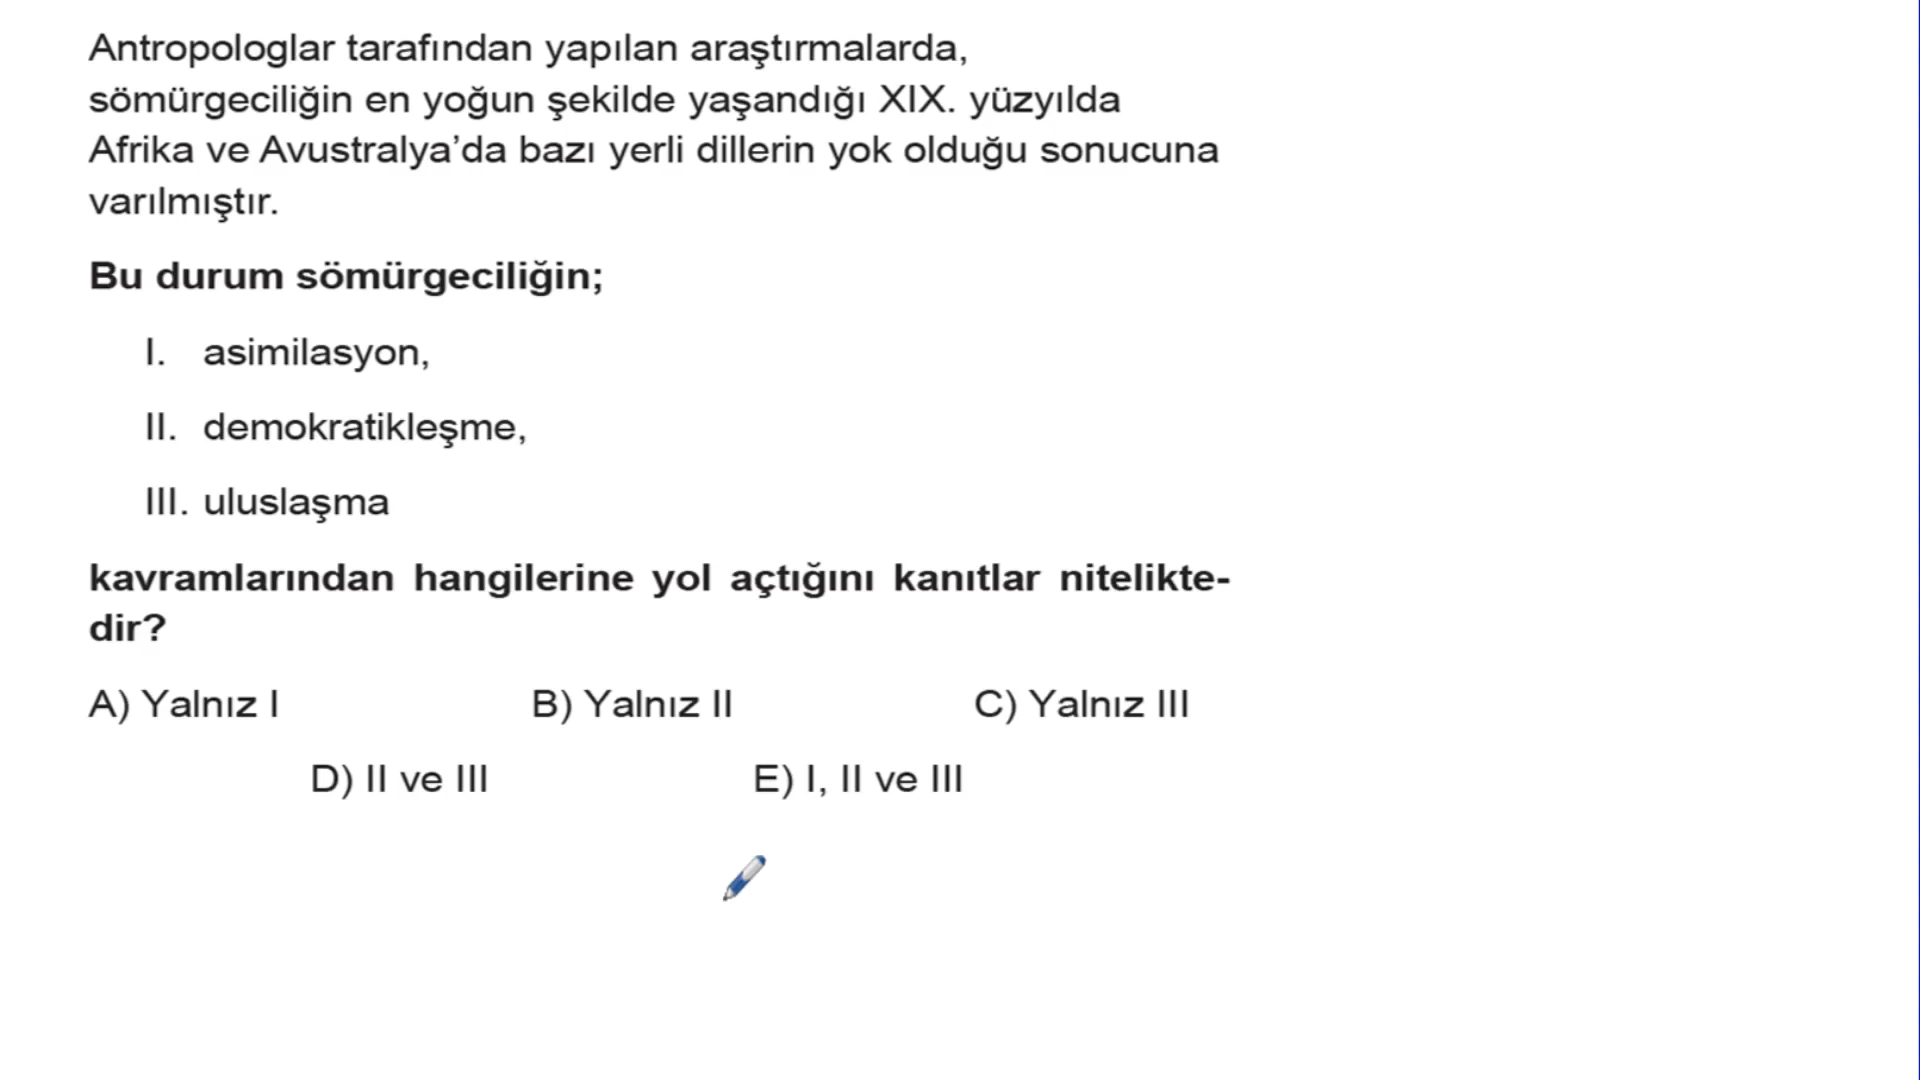 Antropologlar tarafından yapılan araştırmalarda,
sömürgeciliğin en yoğun şekilde yaşandığı XIX. yüzyılda
Afrika ve Avustralya’da bazı yerli dillerin yok olduğu sonucuna
varılmıştır.
Bu durum sömürgeciliğin;
I. asimilasyon,
II. demokratikleşme,
III. uluslaşma
kavramlarından hangilerine yol açtığını kanıtlar nitelikte-
dir?
A) Yalnız I B) Yalnız II C) Yalnız III
D) II ve III E) I, II ve III